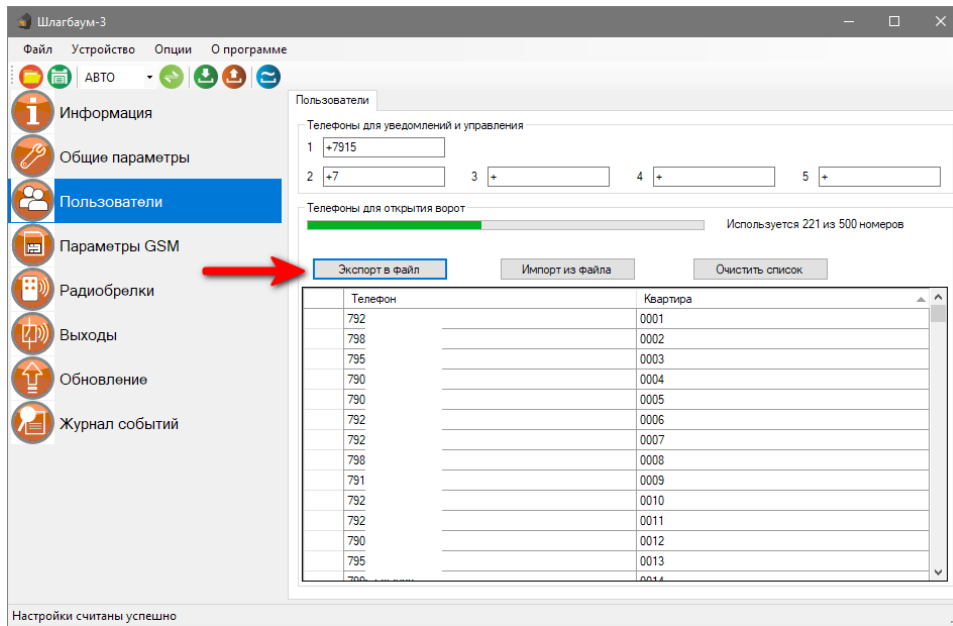 Шлагбаум-3
Файл Устройство Опции О программе
АВТО
Информация
Общие параметры
Пользователи
Параметры GSM
Радиобрелки
Выходы
Обновление
Журнал событий
Пользователи
Телефоны для уведомлений и управления
1 +7915
2 +7 3 + 4 + 5 +
Телефоны для открытия ворот
Используется 221 из 500 номеров
Экспорт в файл Импорт из файла Очистить список
Телефон Квартира
792 0001
798 0002
795 0003
790 0004
790 0005
792 0006
792 0007
798 0008
791 0009
792 0010
792 0011
790 0012
795 0013
0014
Настройки считаны успешно